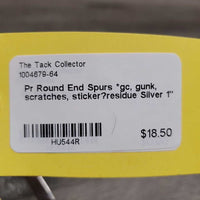 The Tack Collector
1004679-64
Pr Round End Spurs *gc, gunk,
scratches, sticker?residue Silver 1"
HU544R
$18.50